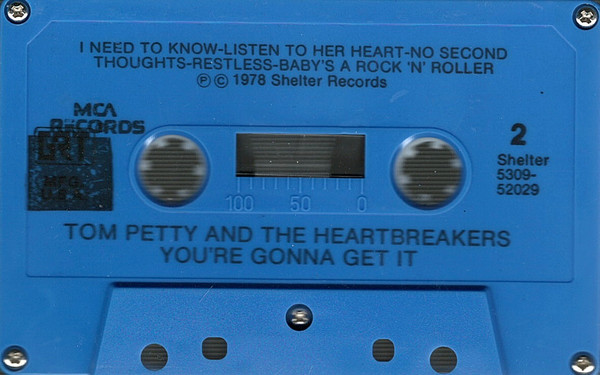 I NEED TO KNOW-LISTEN TO HER HEART-NO SECOND
THOUGHTS-RESTLESS-BABY'S A ROCK 'N' ROLLER
Ⓟ © 1978 Shelter Records
MCA
RECORDS
GRT
MFG.
U.S.A.
2
Shelter
5309-
52029
100 50 0
TOM PETTY AND THE HEARTBREAKERS
YOU'RE GONNA GET IT